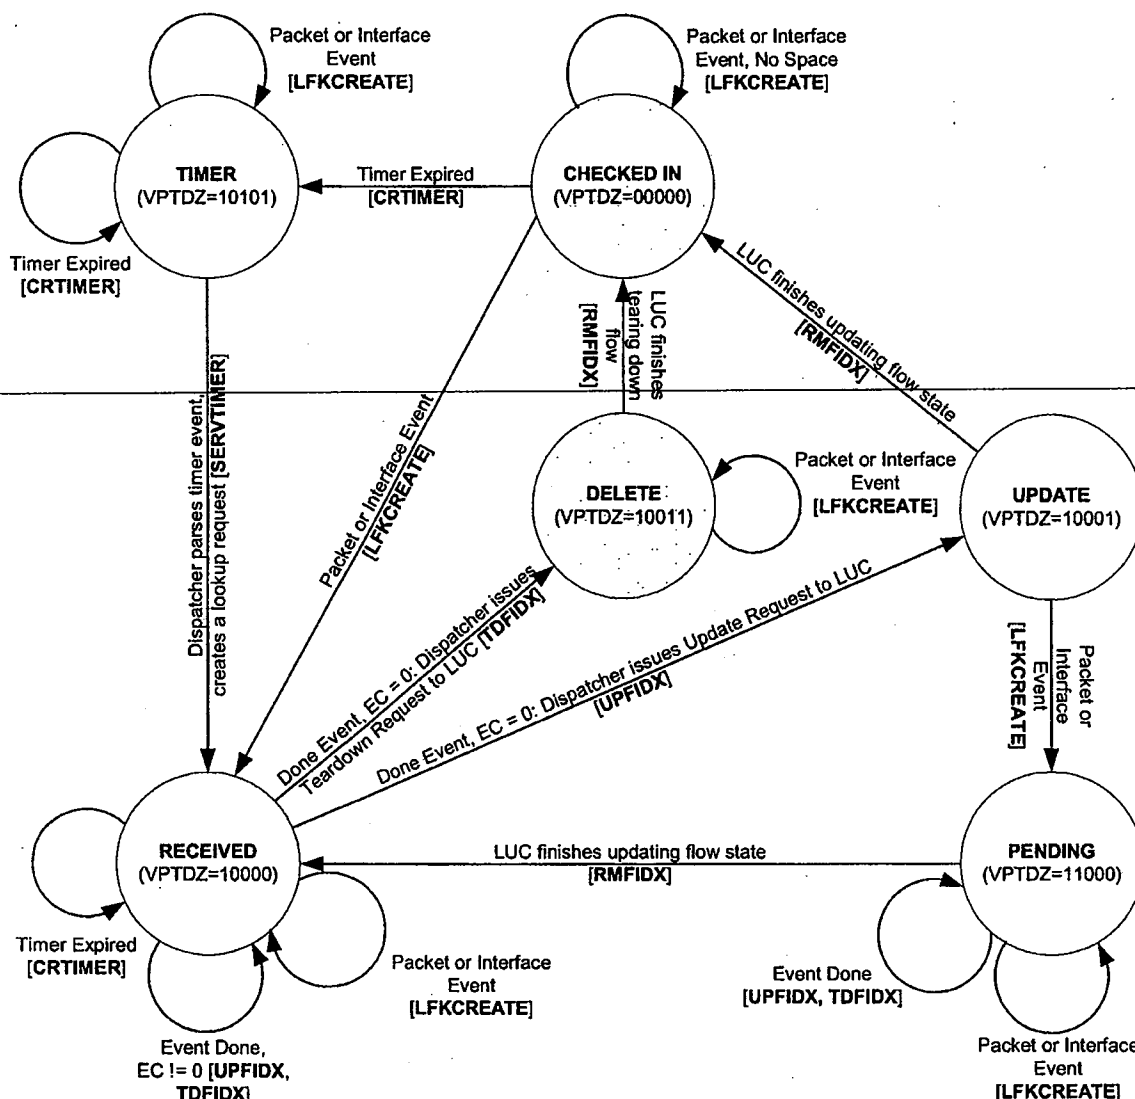 Packet or Interface
Event
[LFKCREATE]
Packet or Interface
Event, No Space
[LFKCREATE]
TIMER
(VPTDZ=10101)
Timer Expired
[CRTIMER]
CHECKED IN
(VPTDZ=00000)
Timer Expired
[CRTIMER]
LUC finishes updating flow state
[RMFIDX]
LUC finishes
tearing down
flow
[RMFIDX]
Dispatcher parses timer event,
creates a lookup request [SERVTIMER]
Packet or Interface Event
[LFKCREATE]
DELETE
(VPTDZ=10011)
Packet or Interface
Event
[LFKCREATE]
UPDATE
(VPTDZ=10001)
Done Event, EC = 0: Dispatcher issues
Teardown Request to LUC [TDFIDX]
Done Event, EC = 0: Dispatcher issues Update Request to LUC
[UPFIDX]
Packet or
Interface
Event
[LFKCREATE]
RECEIVED
(VPTDZ=10000)
LUC finishes updating flow state
[RMFIDX]
PENDING
(VPTDZ=11000)
Timer Expired
[CRTIMER]
Packet or Interface
Event
[LFKCREATE]
Event Done
[UPFIDX, TDFIDX]
Event Done,
EC != 0 [UPFIDX,
TDFIDX]
Packet or Interface
Event
[LFKCREATE]